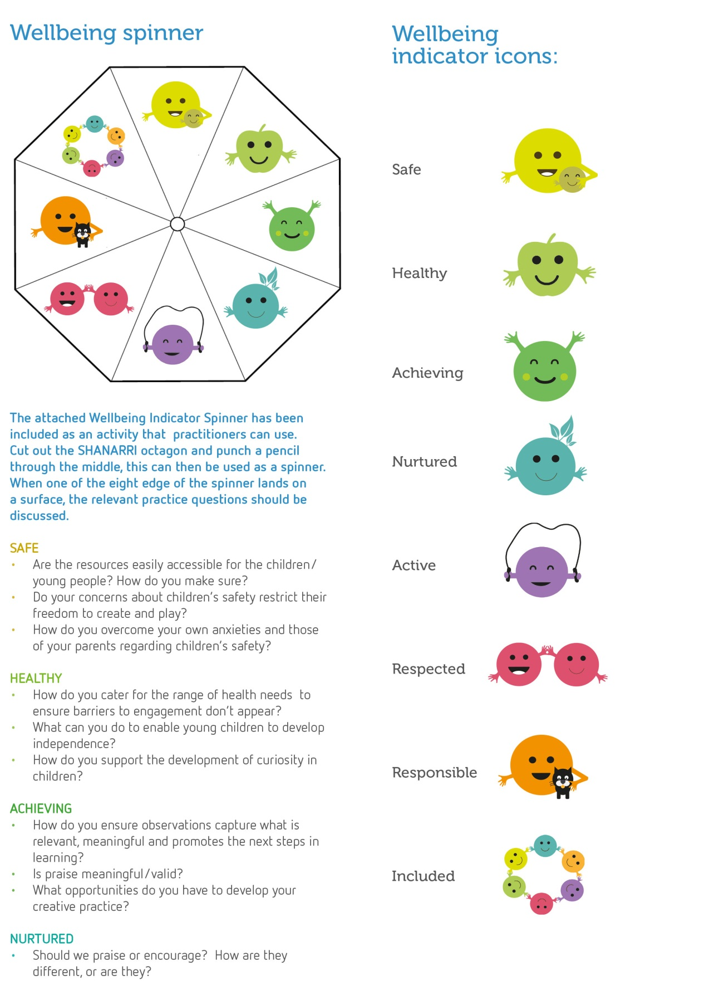 Wellbeing spinner
The attached Wellbeing Indicator Spinner has been
included as an activity that  practitioners can use.
Cut out the SHANARRI octagon and punch a pencil
through the middle, this can then be used as a spinner.
When one of the eight edge of the spinner lands on
a surface, the relevant practice questions should be
discussed.
SAFE
• Are the resources easily accessible for the children/
young people? How do you make sure?
• Do your concerns about children's safety restrict their
freedom to create and play?
• How do you overcome your own anxieties and those
of your parents regarding children's safety?
HEALTHY
• How do you cater for the range of health needs  to
ensure barriers to engagement don't appear?
• What can you do to enable young children to develop
independence?
• How do you support the development of curiosity in
children?
ACHIEVING
• How do you ensure observations capture what is
relevant, meaningful and promotes the next steps in
learning?
• Is praise meaningful/valid?
• What opportunities do you have to develop your
creative practice?
NURTURED
• Should we praise or encourage?  How are they
different, or are they?
Wellbeing
indicator icons:
Safe
Healthy
Achieving
Nurtured
Active
Respected
Responsible
Included